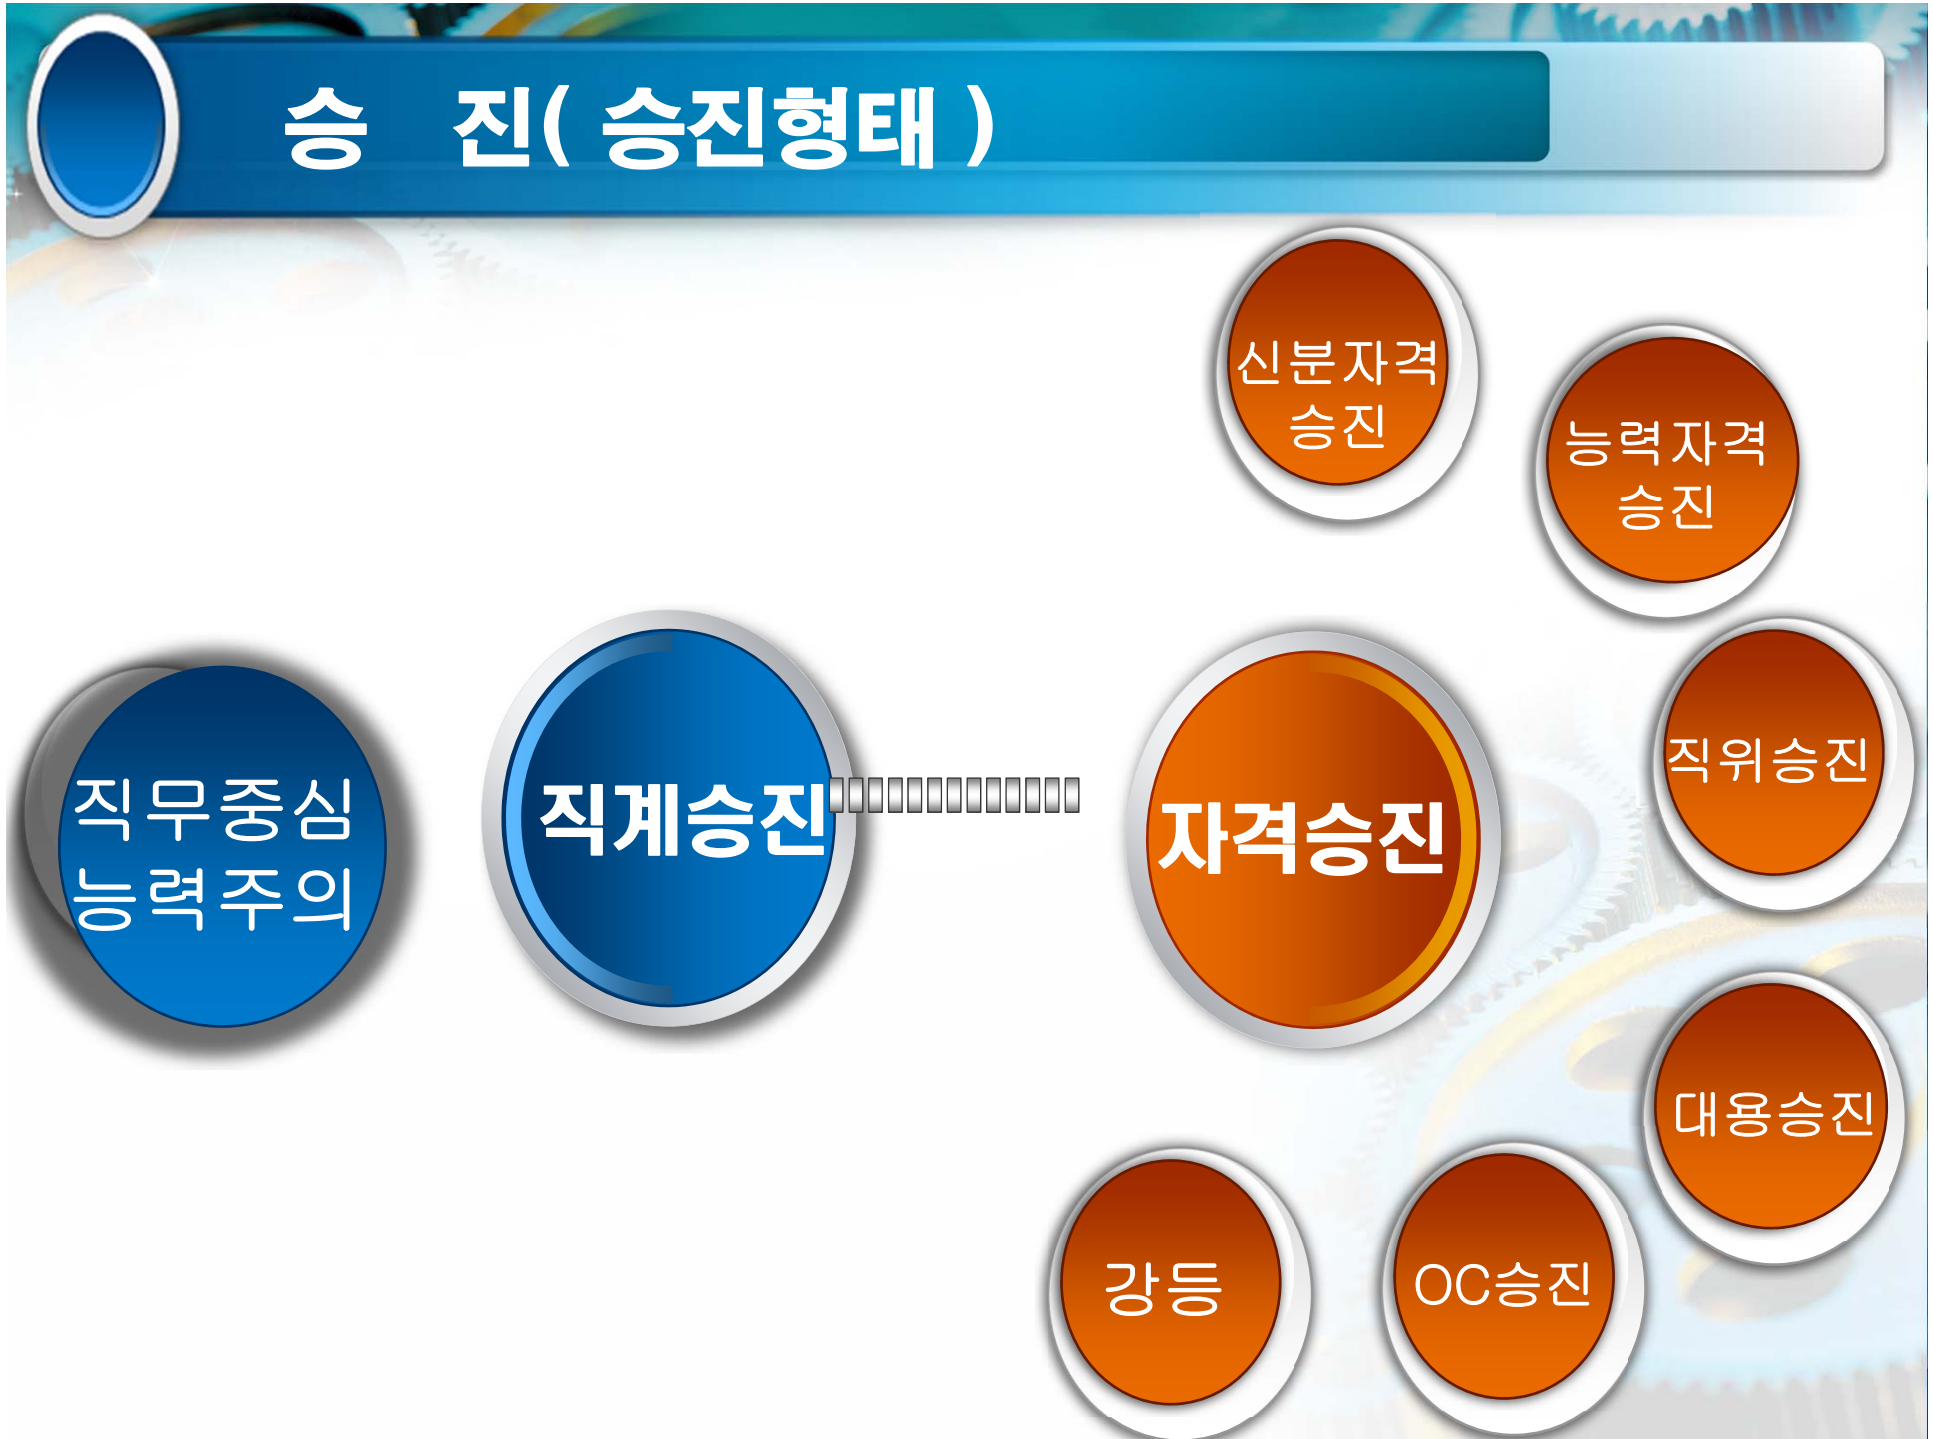 승 진( 승진형태 )
신분자격
승진
능력자격
승진
직위승진
직무중심
능력주의
직계승진
자격승진
대용승진
강등
OC승진